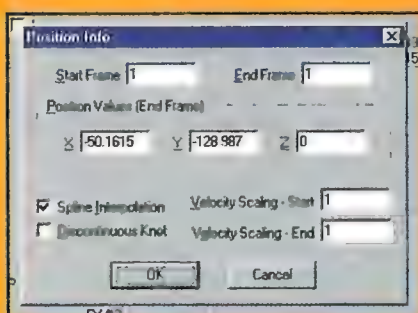 Position Info
Start Frame 1 End Frame 1
Position Values (End Frame)
X -50.1615 Y -128.987 Z 0
Spline Interpolation Velocity Scaling - Start 1
Discontinuous Knot Velocity Scaling - End 1
OK Cancel